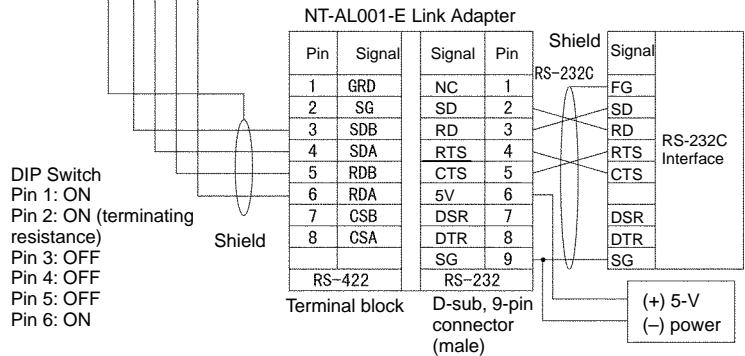 NT-AL001-E Link Adapter
Pin Signal Signal Pin Shield Signal
RS-232C
1 GRD NC 1 FG
2 SG SD 2 SD
3 SDB RD 3 RD
4 SDA RTS 4 RTS
5 RDB CTS 5 CTS
6 RDA 5V 6
7 CSB DSR 7 DSR
8 CSA DTR 8 DTR
SG 9 SG
RS-422 RS-232
RS-232C
Interface
Shield
DIP Switch
Pin 1: ON
Pin 2: ON (terminating
resistance)
Pin 3: OFF
Pin 4: OFF
Pin 5: OFF
Pin 6: ON
Terminal block
D-sub, 9-pin
connector
(male)
(+) 5-V
(–) power